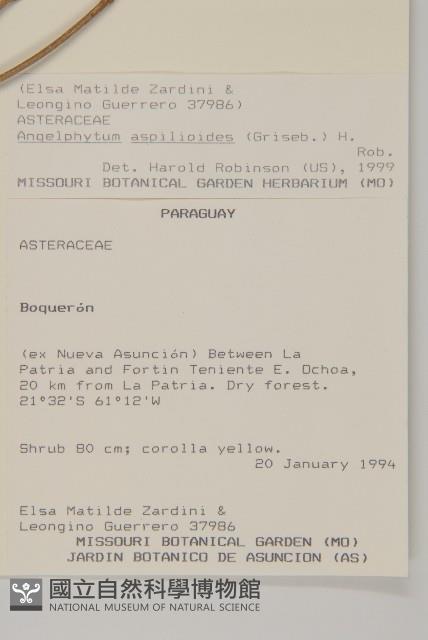 (Elsa Matilde Zardini &
Leongino Guerrero 37986)
ASTERACEAE
Angelphytum aspilioides (Griseb.) H.
Rob.
Det. Harold Robinson (US), 1999
MISSOURI BOTANICAL GARDEN HERBARIUM (MO)
PARAGUAY
ASTERACEAE
Boquerón
(ex Nueva Asunción) Between La
Patria and Fortin Teniente E. Ochoa,
20 km from La Patria. Dry forest.
21°32'S 61°12'W
Shrub 80 cm; corolla yellow.
20 January 1994
Elsa Matilde Zardini &
Leongino Guerrero 37986
MISSOURI BOTANICAL GARDEN (MO)
JARDIN BOTANICO DE ASUNCION (AS)
國立自然科學博物館
NATIONAL MUSEUM OF NATURAL SCIENCE